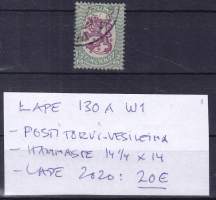 LAPE 130 A W1
- POSTITORVI-VESILEIMA
- HAMMASTE 14 1/4 x 14
- LAPE 2020: 20€